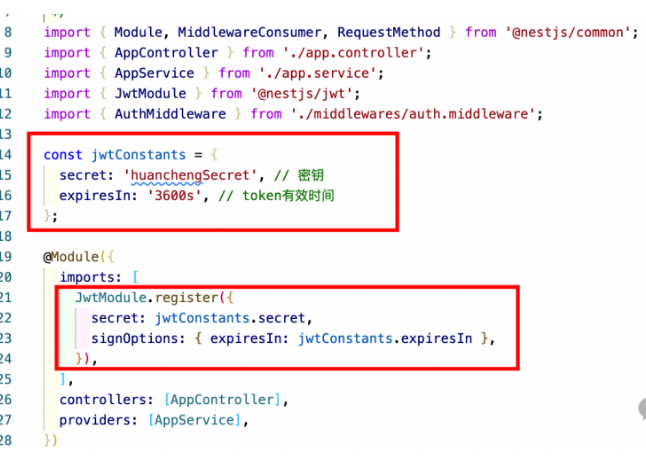 8 import { Module, MiddlewareConsumer, RequestMethod } from '@nestjs/common';
9 import { AppController } from './app.controller';
10 import { AppService } from './app.service';
11 import { JwtModule } from '@nestjs/jwt';
12 import { AuthMiddleware } from './middlewares/auth.middleware';
13
14 const jwtConstants = {
15 secret: 'huanchengSecret', // 密钥
16 expiresIn: '3600s', // token有效时间
17 };
18
19 @Module({
20 imports: [
21 JwtModule.register({
22 secret: jwtConstants.secret,
23 signOptions: { expiresIn: jwtConstants.expiresIn },
24 }),
25 ],
26 controllers: [AppController],
27 providers: [AppService],
28 })